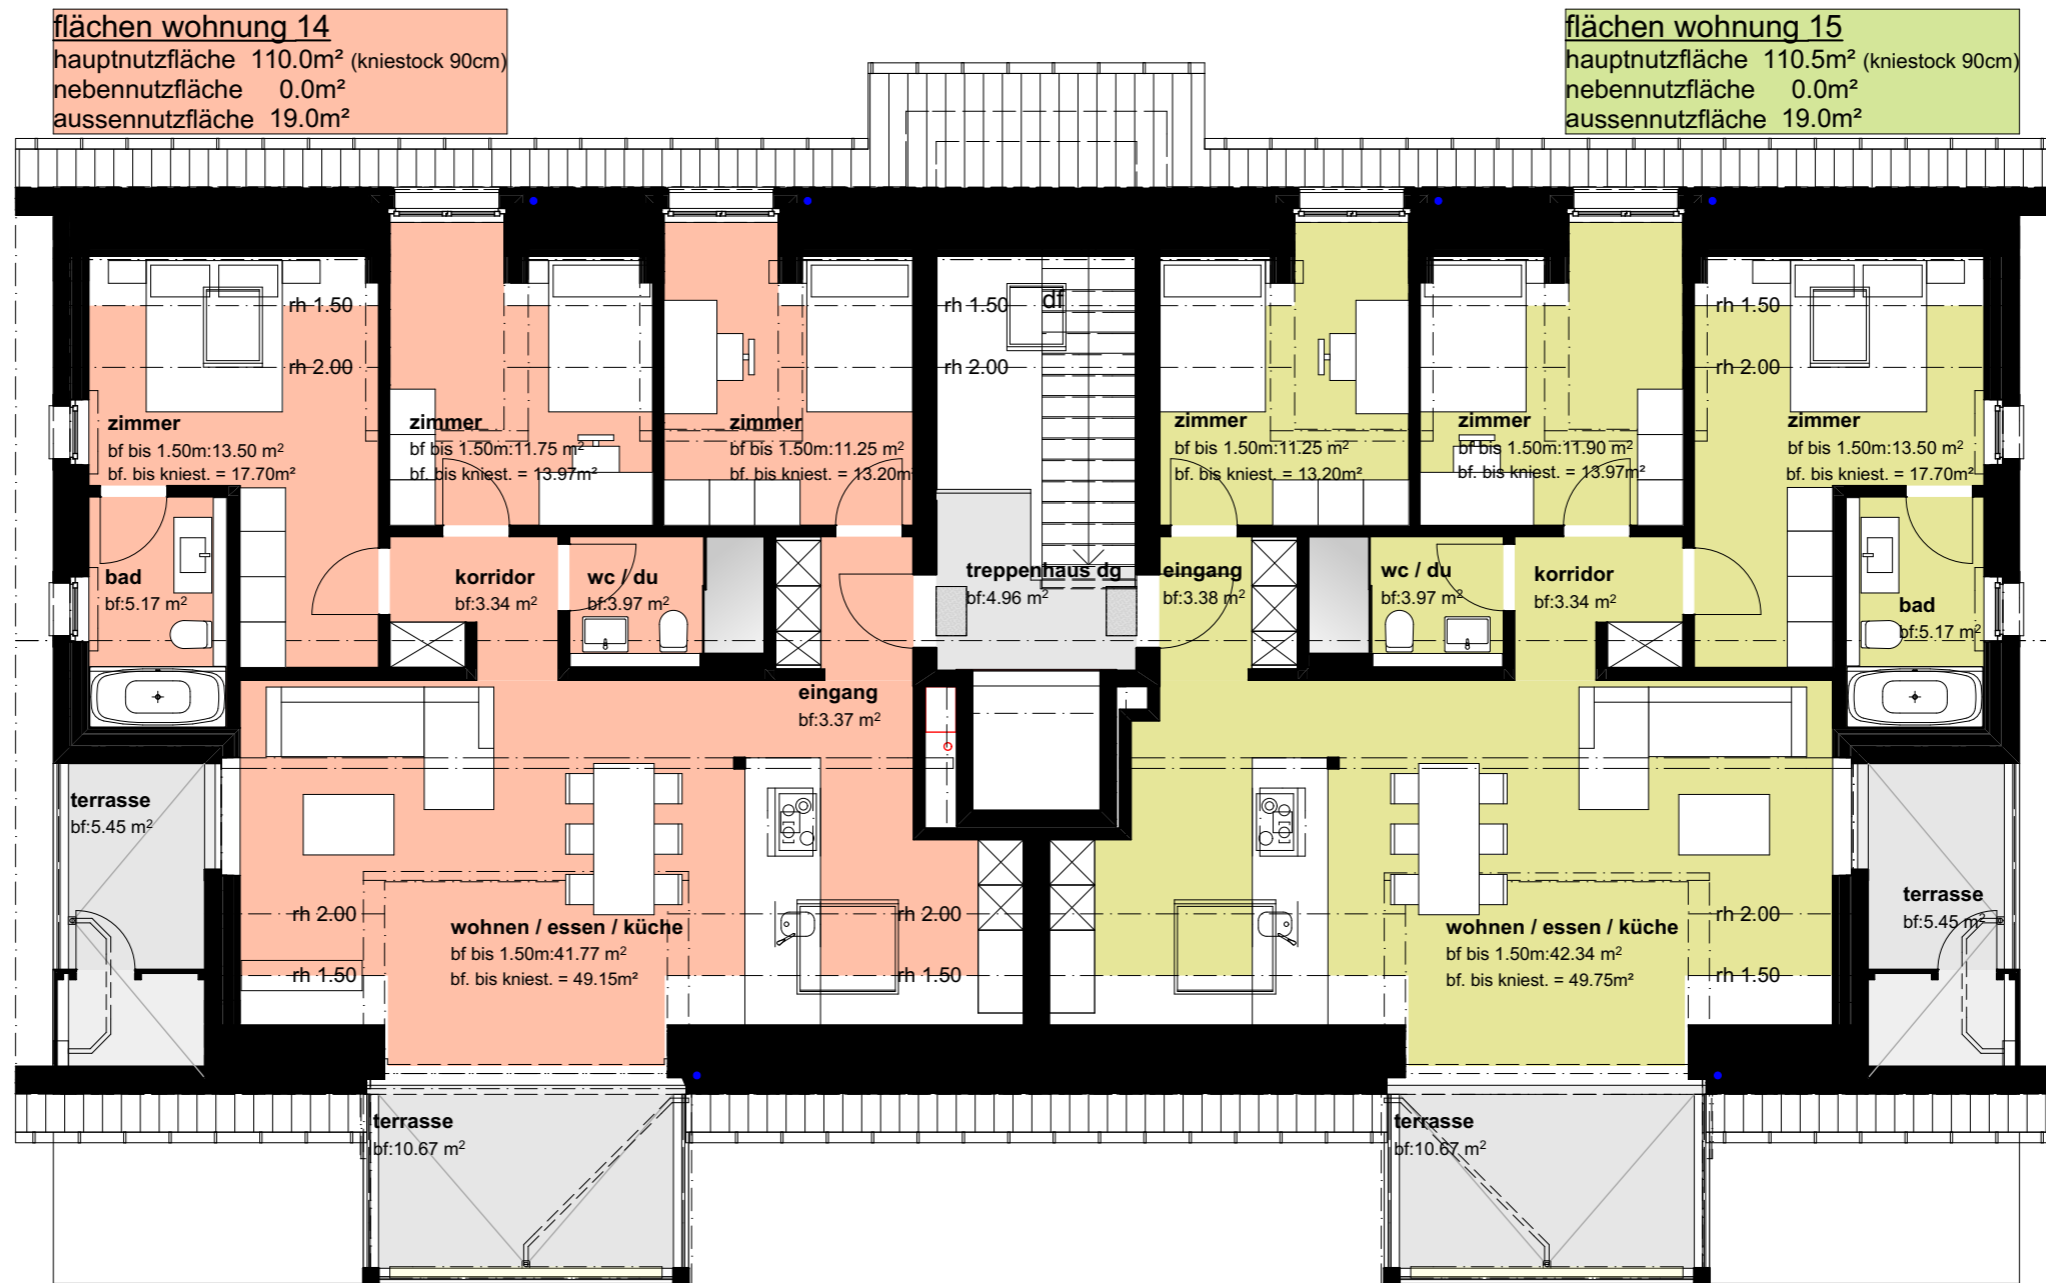 flächen wohnung 14
hauptnutzfläche 110.0m² (kniestock 90cm)
nebennutzfläche 0.0m²
aussennutzfläche 19.0m²
flächen wohnung 15
hauptnutzfläche 110.5m² (kniestock 90cm)
nebennutzfläche 0.0m²
aussennutzfläche 19.0m²
rh 1.50
rh 2.00
zimmer
bf bis 1.50m:13.50 m²
bf. bis kniest. = 17.70m²
zimmer
bf bis 1.50m:11.75 m²
bf. bis kniest. = 13.97m²
zimmer
bf bis 1.50m:11.25 m²
bf. bis kniest. = 13.20m²
rh 1.50
df
rh 2.00
zimmer
bf bis 1.50m:11.25 m²
bf. bis kniest. = 13.20m²
zimmer
bf bis 1.50m:11.90 m²
bf. bis kniest. = 13.97m²
rh 1.50
rh 2.00
zimmer
bf bis 1.50m:13.50 m²
bf. bis kniest. = 17.70m²
bad
bf:5.17 m²
korridor
bf:3.34 m²
wc / du
bf:3.97 m²
treppenhaus dg
bf:4.96 m²
eingang
bf:3.38 m²
wc / du
bf:3.97 m²
korridor
bf:3.34 m²
bad
bf:5.17 m²
eingang
bf:3.37 m²
terrasse
bf:5.45 m²
rh 2.00
rh 1.50
wohnen / essen / küche
bf bis 1.50m:41.77 m²
bf. bis kniest. = 49.15m²
rh 2.00
rh 1.50
wohnen / essen / küche
bf bis 1.50m:42.34 m²
bf. bis kniest. = 49.75m²
rh 2.00
rh 1.50
terrasse
bf:5.45 m²
terrasse
bf:10.67 m²
terrasse
bf:10.67 m²